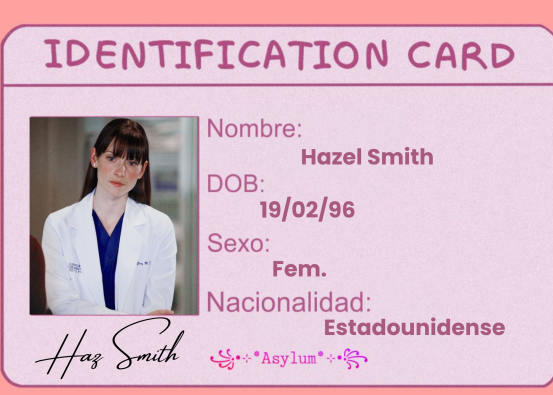 IDENTIFICATION CARD
Nombre:
Hazel Smith
DOB:
19/02/96
Sexo:
Fem.
Nacionalidad:
Estadounidense
Haz Smith
꧁•⊹٭Asylum٭⊹•꧂